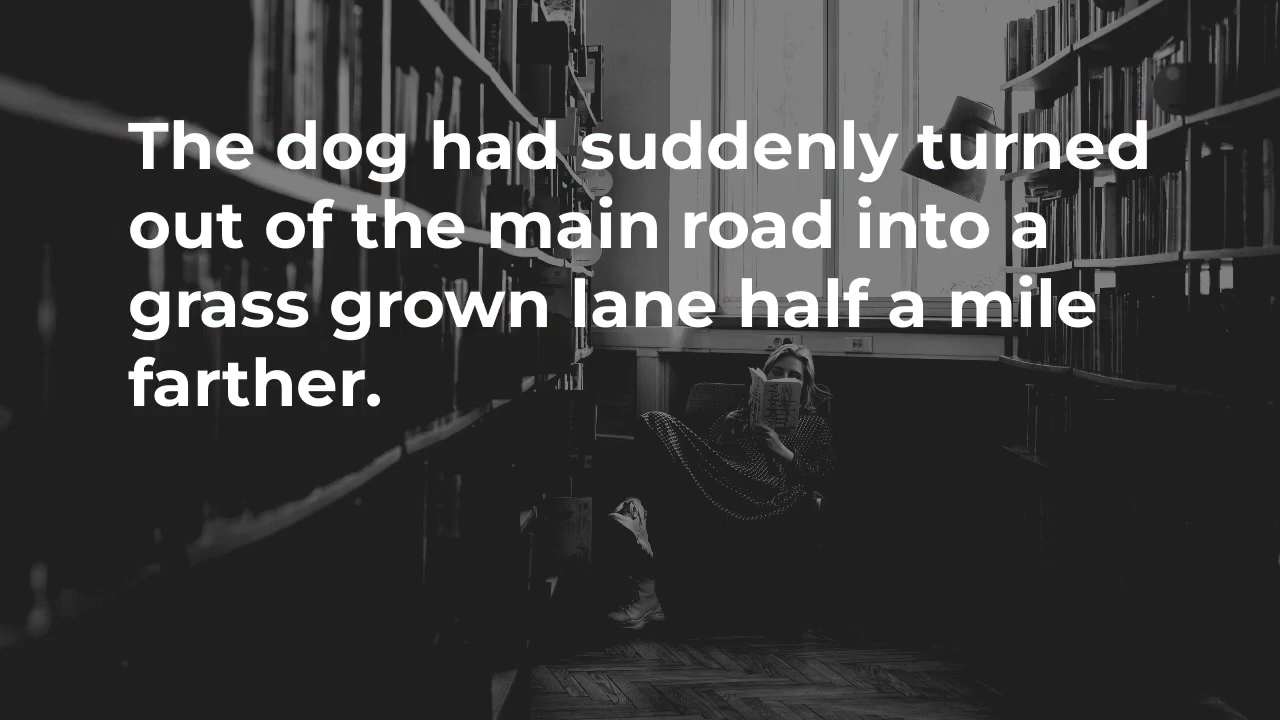 The dog had suddenly turned
out of the main road into a
grass grown lane half a mile
farther.